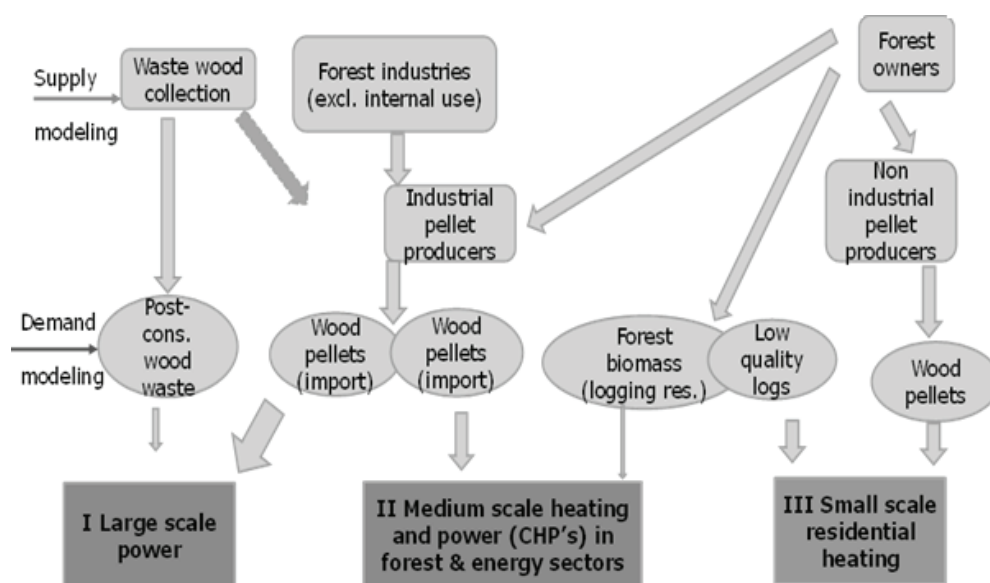 Supply
modeling
Waste wood
collection
Forest industries
(excl. internal use)
Forest
owners
Industrial
pellet
producers
Non
industrial
pellet
producers
Demand
modeling
Post-
cons.
wood
waste
Wood
pellets
(import)
Wood
pellets
(import)
Forest
biomass
(logging res.)
Low
quality
logs
Wood
pellets
I Large scale
power
II Medium scale heating
and power (CHP's) in
forest & energy sectors
III Small scale
residential
heating